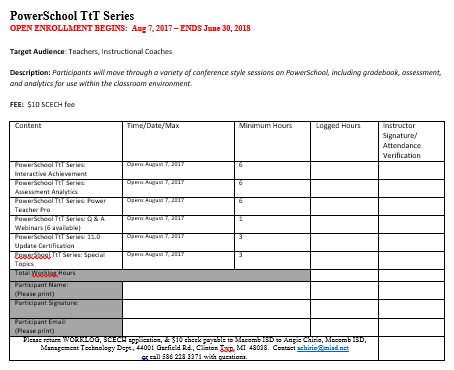 PowerSchool TtT Series
OPEN ENROLLMENT BEGINS: Aug 7, 2017 – ENDS June 30, 2018
Target Audience: Teachers, Instructional Coaches
Description: Participants will move through a variety of conference style sessions on PowerSchool, including gradebook, assessment,
and analytics for use within the classroom environment.
FEE: $10 SCECH fee
Content Time/Date/Max Minimum Hours Logged Hours Instructor
Signature/
Attendance
Verification
PowerSchool TtT Series: Opens August 7, 2017 6
Interactive Achievement
PowerSchool TtT Series: Opens August 7, 2017 6
Assessment Analytics
PowerSchool TtT Series: Power Opens August 7, 2017 6
Teacher Pro
PowerSchool TtT Series: Q & A Opens August 7, 2017 1
Webinars (6 available)
PowerSchool TtT Series: 11.0 Opens August 7, 2017 3
Update Certification
PowerShool TtT Series: Special Opens August 7, 2017 3
Topics
Total Worklog Hours
Participant Name:
(Please print)
Participant Signature:
Participant Email:
(Please print)
Please return WORKLOG, SCECH application, & $10 check payable to Macomb ISD to Angie Chirio, Macomb ISD,
Management Technology Dept., 44001 Garfield Rd., Clinton Twp, MI 48038. Contact achirio@misd.net
or call 586 228 3371 with questions.